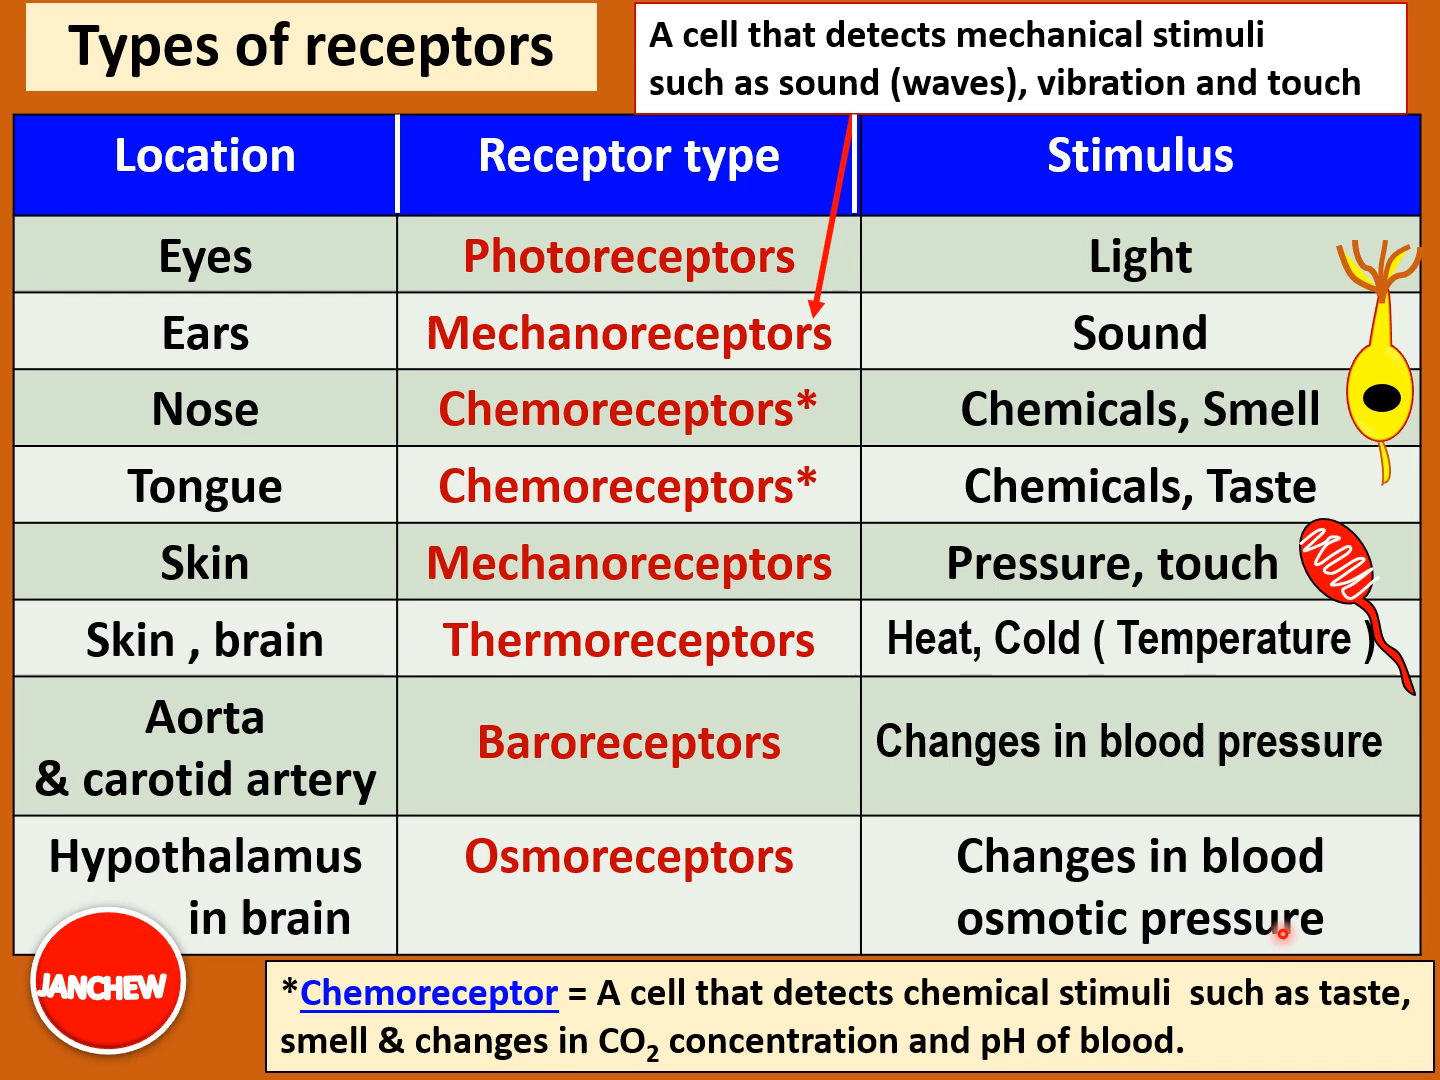 Types of receptors
A cell that detects mechanical stimuli
such as sound (waves), vibration and touch
Location Receptor type Stimulus
Eyes Photoreceptors Light
Ears Mechanoreceptors Sound
Nose Chemoreceptors* Chemicals, Smell
Tongue Chemoreceptors* Chemicals, Taste
Skin Mechanoreceptors Pressure, touch
Skin , brain Thermoreceptors Heat, Cold ( Temperature )
Aorta
& carotid artery Baroreceptors Changes in blood pressure
Hypothalamus Osmoreceptors Changes in blood
in brain osmotic pressure
JANCHEW
*Chemoreceptor = A cell that detects chemical stimuli such as taste,
smell & changes in CO₂ concentration and pH of blood.